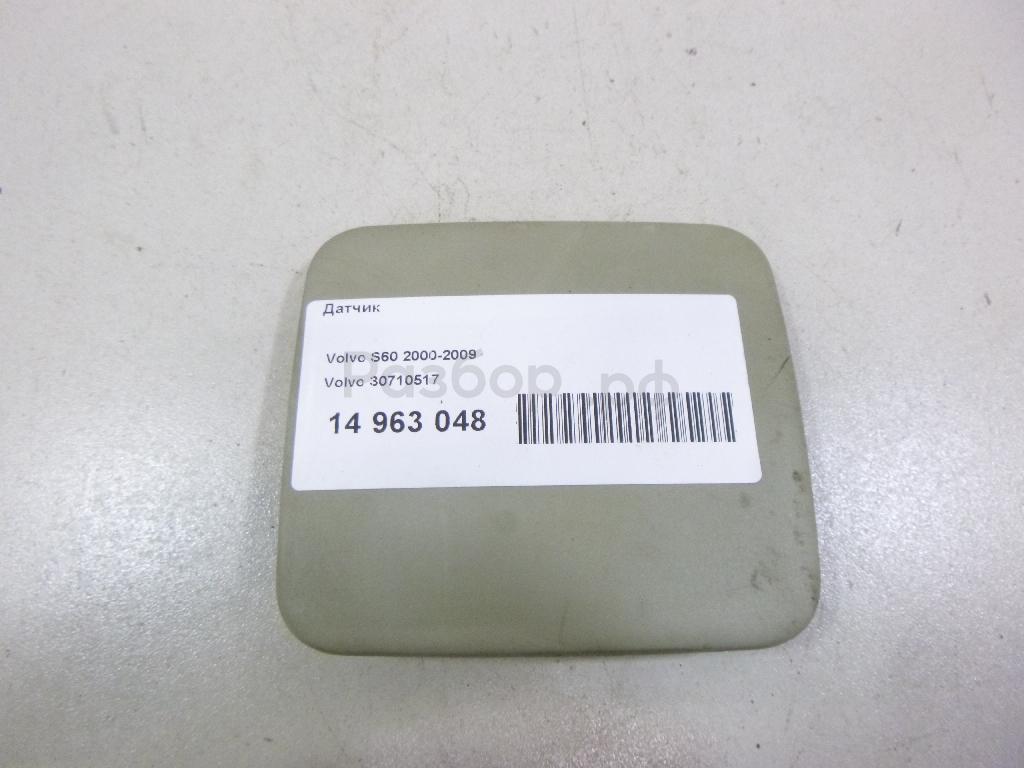 Датчик
Volvo S60 2000-2009
Volvo 30710517
Разбор.рф
14 963 048